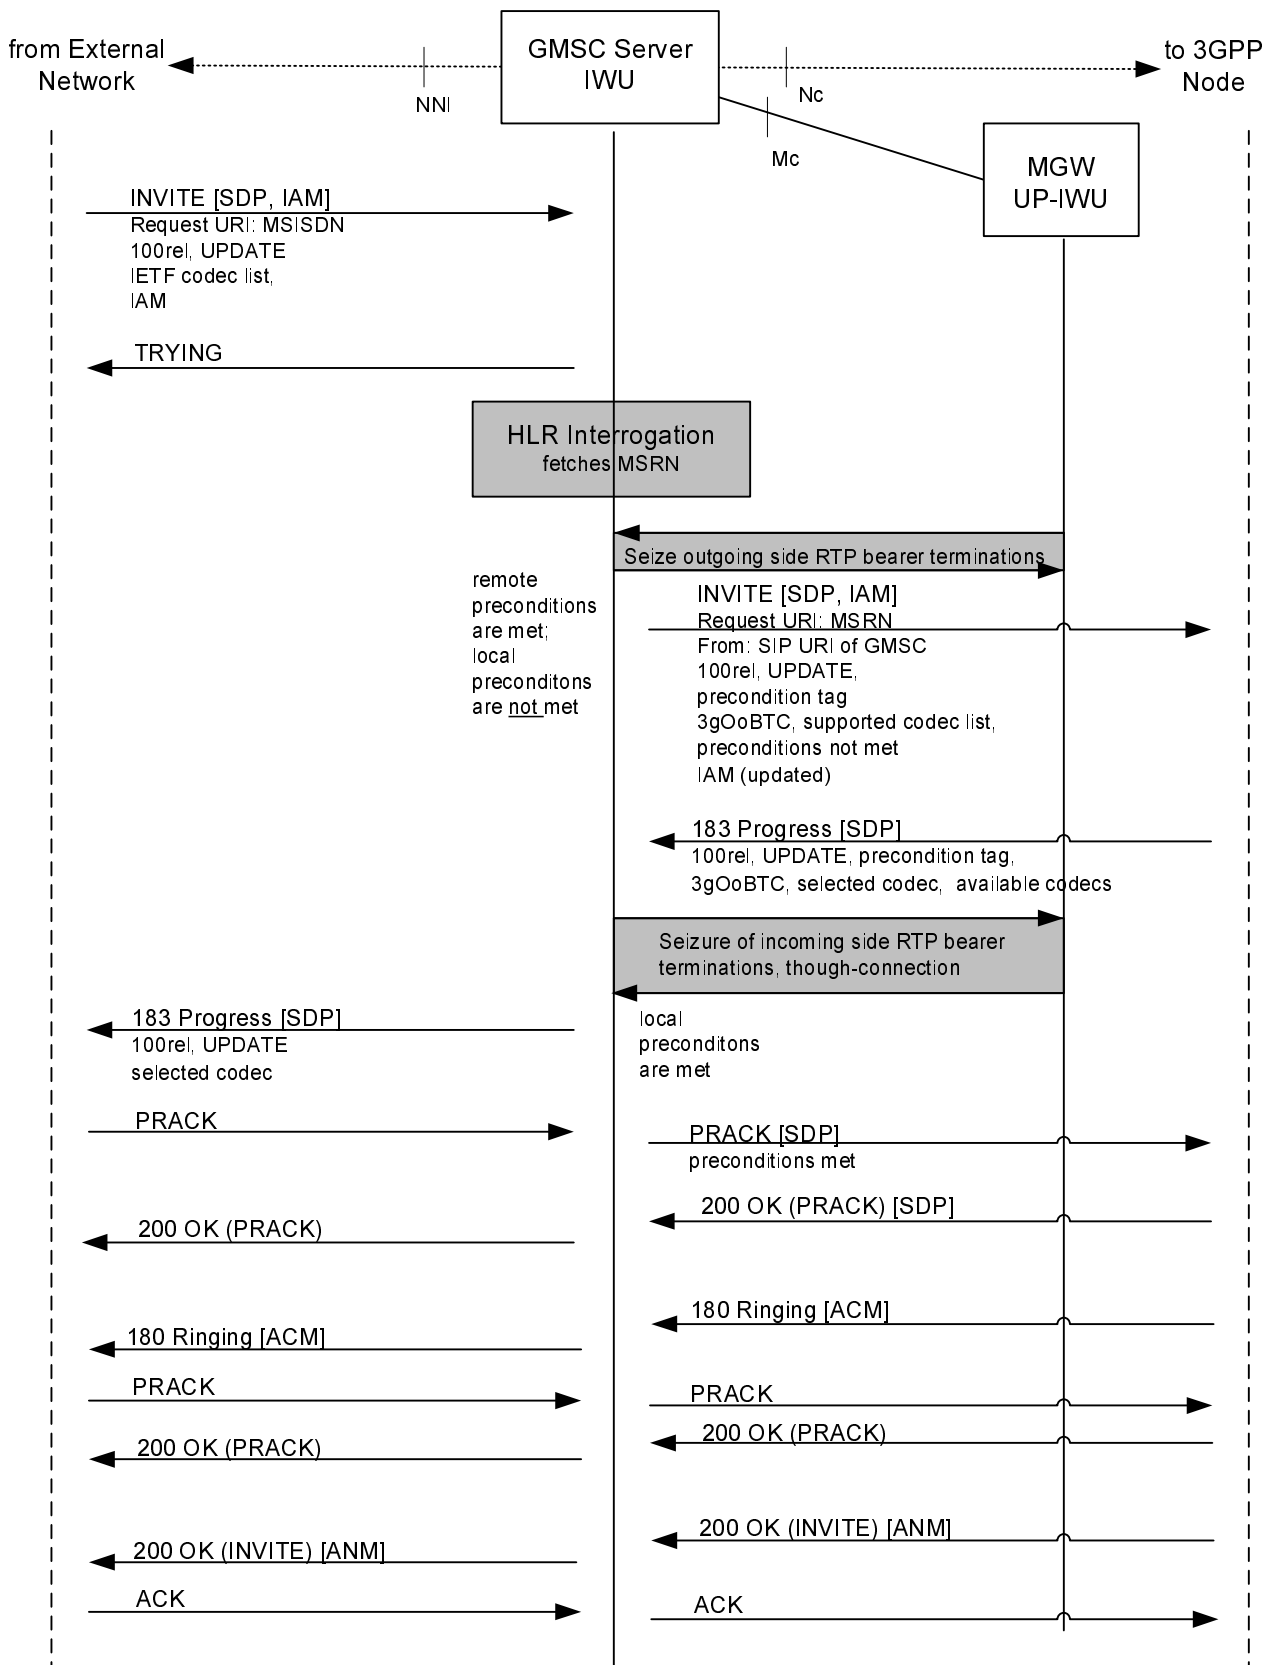 from External
Network
GMSC Server
IWU
to 3GPP
Node
NNI
Nc
Mc
MGW
UP-IWU
INVITE [SDP, IAM]
Request URI: MSISDN
100rel, UPDATE
IETF codec list,
IAM
TRYING
HLR Interrogation
fetches MSRN
Seize outgoing side RTP bearer terminations
remote
preconditions
are met;
local
preconditons
are not met
INVITE [SDP, IAM]
Request URI: MSRN
From: SIP URI of GMSC
100rel, UPDATE,
precondition tag
3gOoBTC, supported codec list,
preconditions not met
IAM (updated)
183 Progress [SDP]
100rel, UPDATE, precondition tag,
3gOoBTC, selected codec, available codecs
Seizure of incoming side RTP bearer
terminations, though-connection
183 Progress [SDP]
100rel, UPDATE
selected codec
local
preconditons
are met
PRACK
PRACK [SDP]
preconditions met
200 OK (PRACK) [SDP]
200 OK (PRACK)
180 Ringing [ACM]
180 Ringing [ACM]
PRACK
PRACK
200 OK (PRACK)
200 OK (PRACK)
200 OK (INVITE) [ANM]
200 OK (INVITE) [ANM]
ACK
ACK